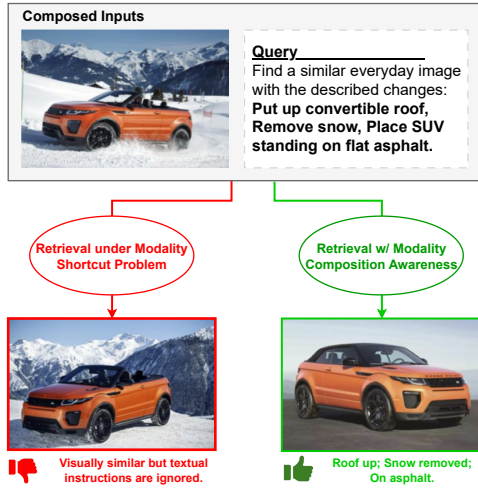 Composed Inputs
Query
Find a similar everyday image
with the described changes:
Put up convertible roof,
Remove snow, Place SUV
standing on flat asphalt.
Retrieval under Modality
Shortcut Problem
Retrieval w/ Modality
Composition Awareness
Visually similar but textual
instructions are ignored.
Roof up; Snow removed;
On asphalt.